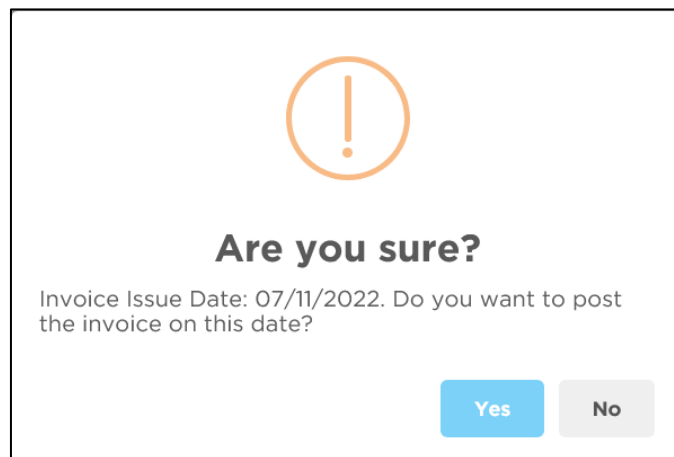 Are you sure?
Invoice Issue Date: 07/11/2022. Do you want to post
the invoice on this date?
Yes
No